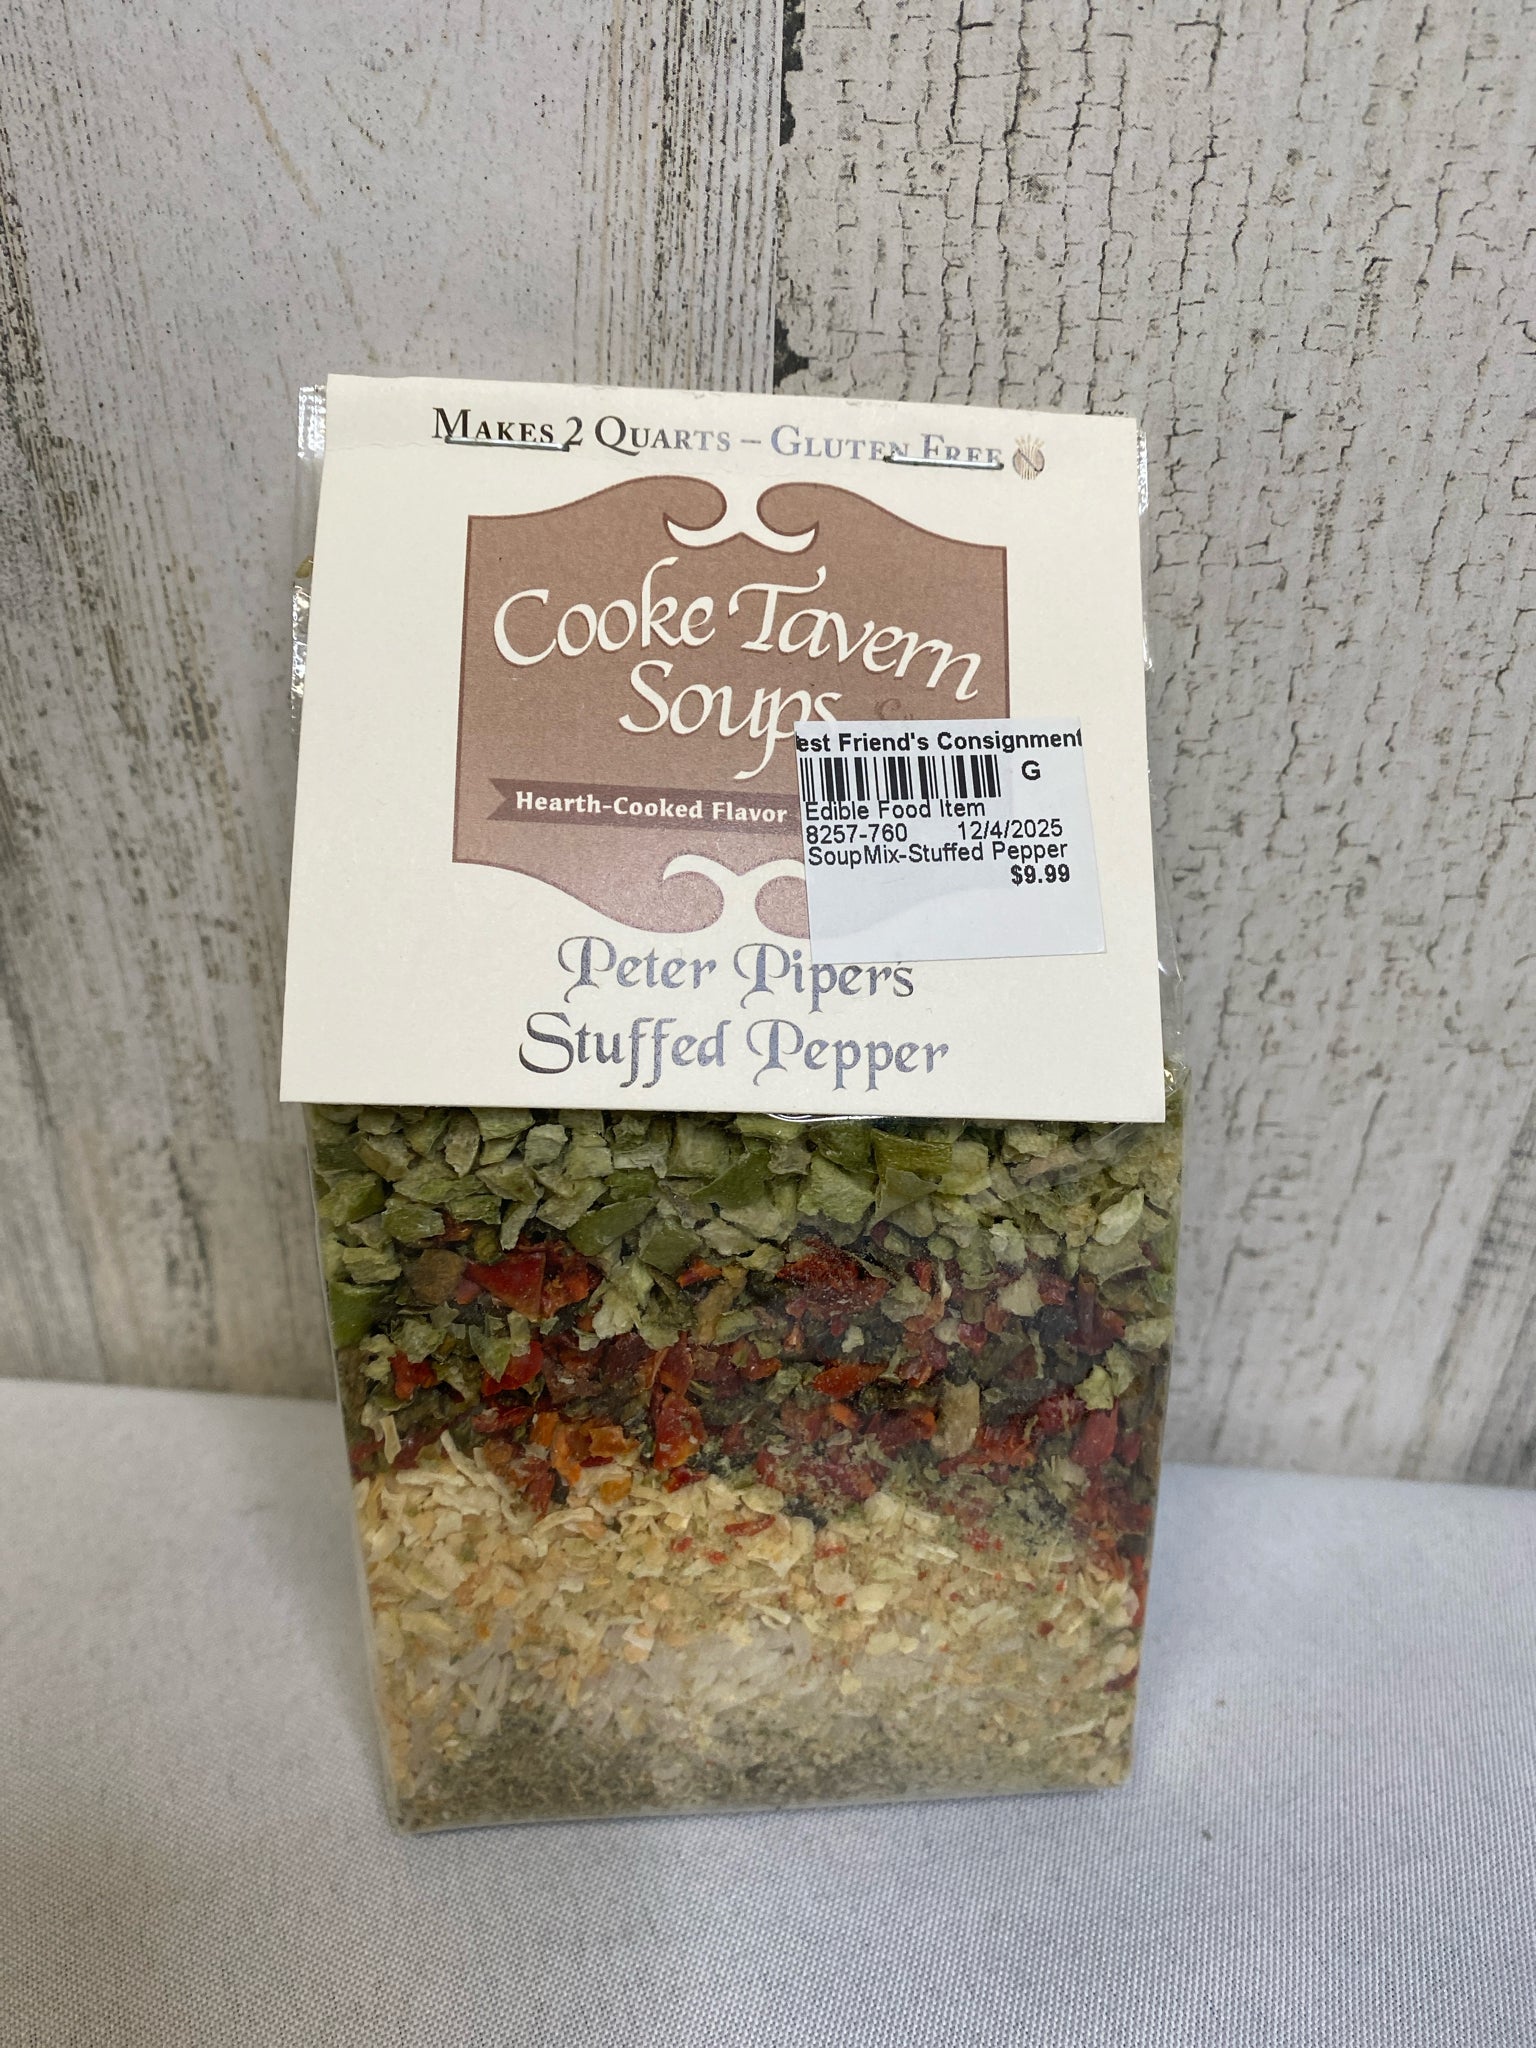 Makes 2 Quarts – Gluten Free
Cooke Tavern
Soups
Hearth-Cooked Flavor
est Friend's Consignment
G
Edible Food Item
8257-760 12/4/2025
SoupMix-Stuffed Pepper
$9.99
Peter Piper's
Stuffed Pepper